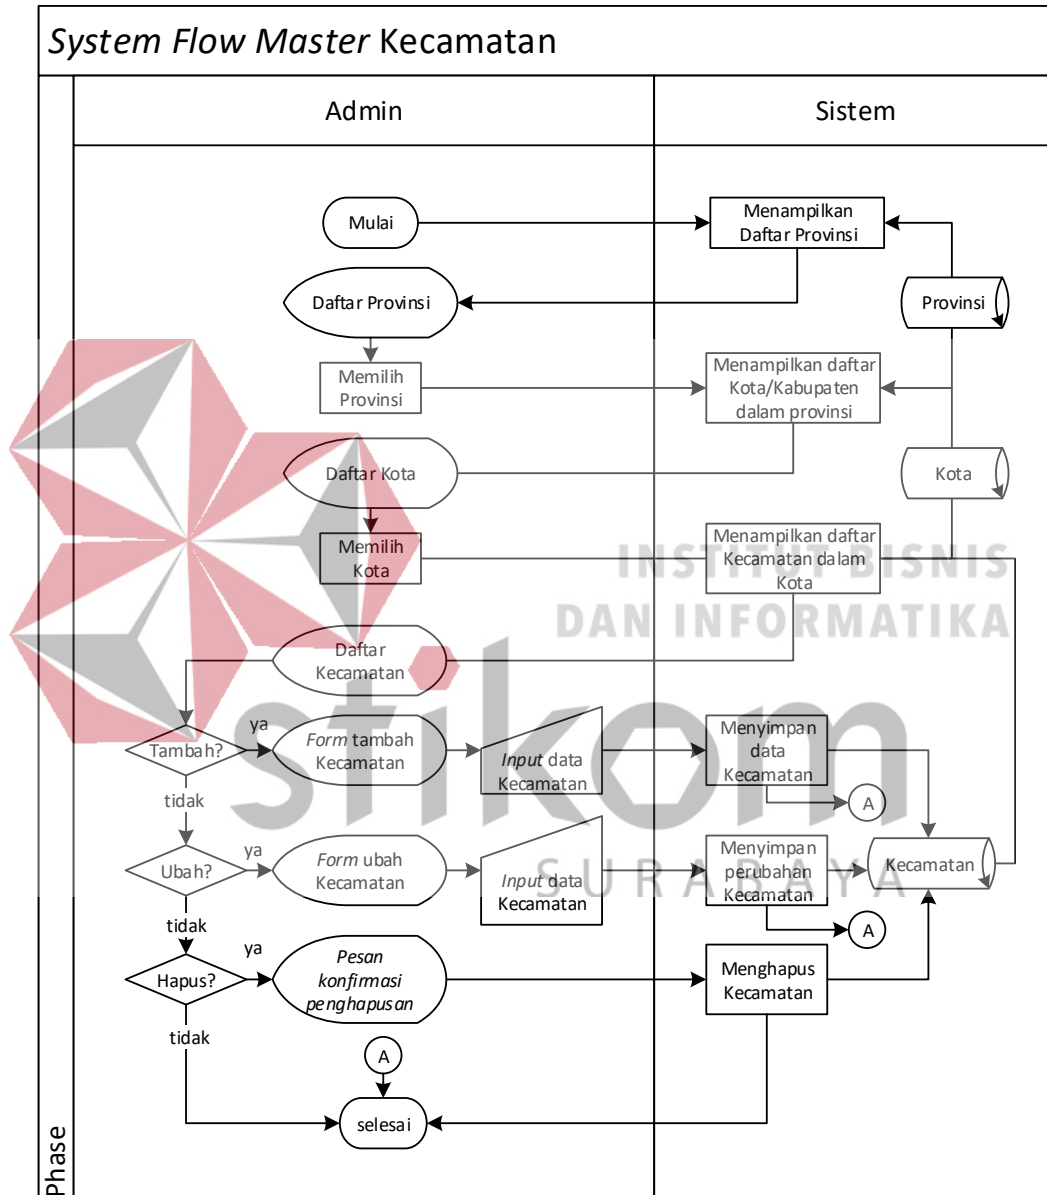 System Flow Master Kecamatan
Admin
Sistem
Phase
Mulai
Menampilkan
Daftar Provinsi
Daftar Provinsi
Provinsi
Memilih
Provinsi
Menampilkan daftar
Kota/Kabupaten
dalam provinsi
Daftar Kota
Kota
Memilih
Kota
Menampilkan daftar
Kecamatan dalam
Kota
INSTITUT BISNIS
DAN INFORMATIKA
Daftar
Kecamatan
stikom
SURABAYA
Tambah?
ya
Form tambah
Kecamatan
Input data
Kecamatan
Menyimpan
data
Kecamatan
A
tidak
Ubah?
ya
Form ubah
Kecamatan
Input data
Kecamatan
Menyimpan
perubahan
Kecamatan
Kecamatan
A
tidak
Hapus?
ya
Pesan
konfirmasi
penghapusan
Menghapus
Kecamatan
tidak
A
selesai